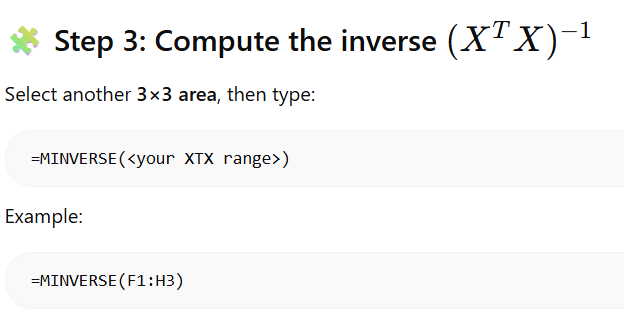 🧩 Step 3: Compute the inverse (X^T X)^{-1}
Select another 3×3 area, then type:
=MINVERSE(<your XTX range>)
Example:
=MINVERSE(F1:H3)